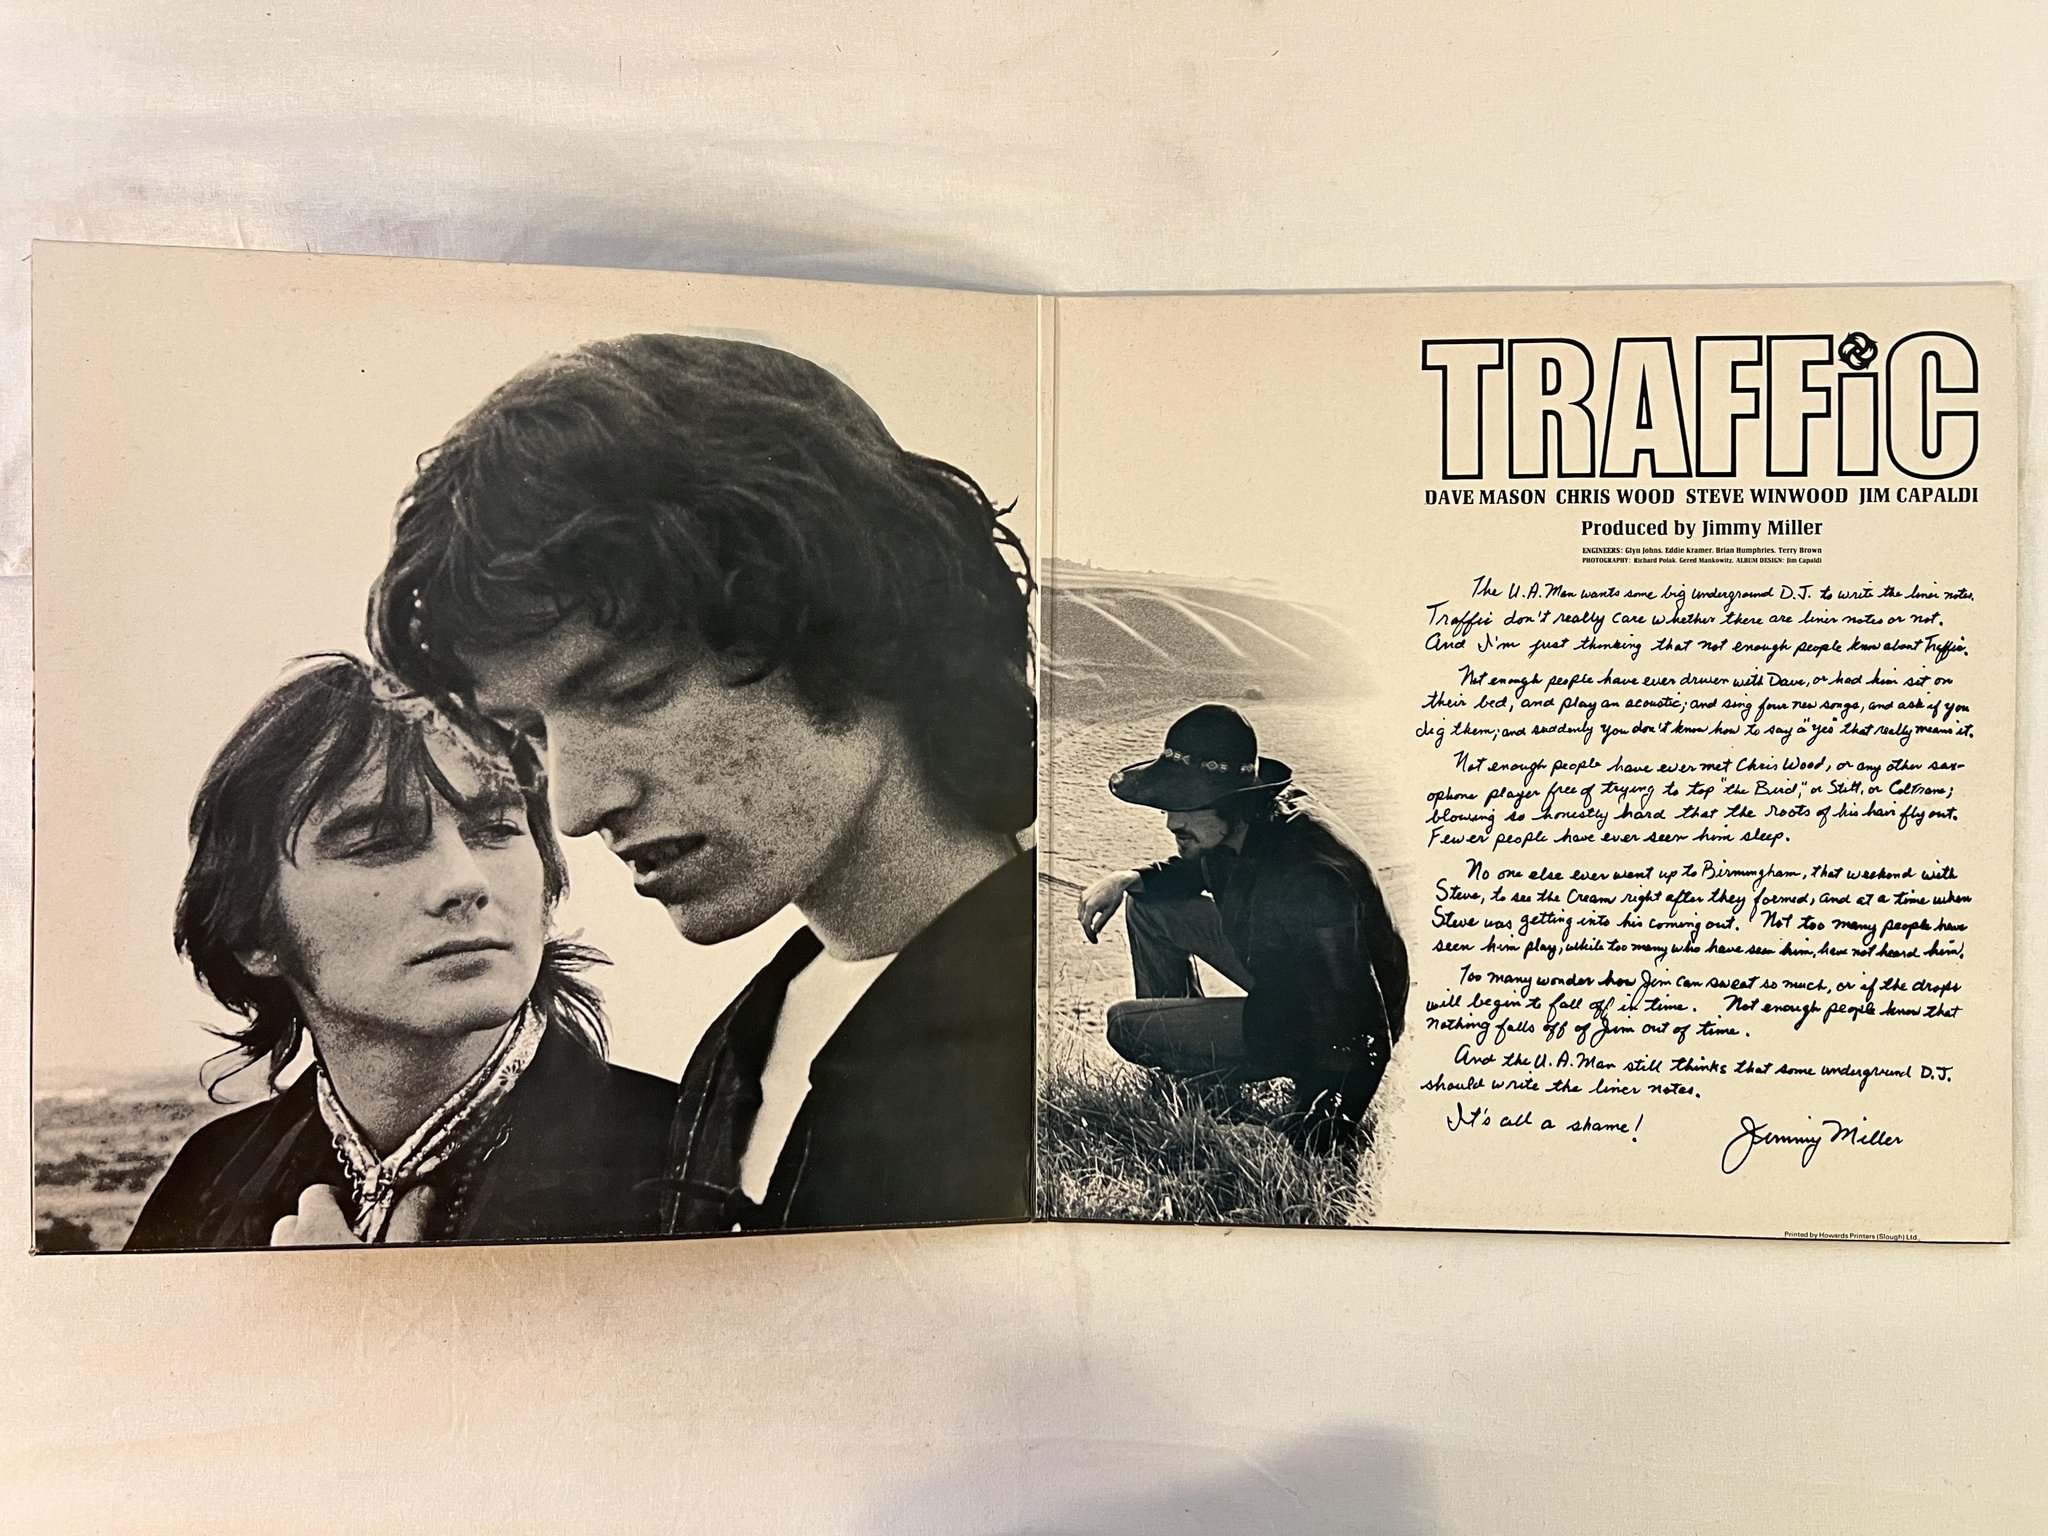 TRAFFiC
DAVE MASON CHRIS WOOD STEVE WINWOOD JIM CAPALDI
Produced by Jimmy Miller
ENGINEERS: Glyn Johns, Eddie Kramer, Brian Humphries, Terry Brown
PHOTOGRAPHY: Richard Polak, Gered Mankowitz. ALBUM DESIGN: Jim Capaldi
The U.A. Man wants some big underground D.J. to write the liner notes.
Traffic don't really care whether there are liner notes or not.
And I'm just thinking that not enough people know about Traffic.
Not enough people have ever driven with Dave, or had him sit on
their bed, and play an acoustic; and sing four new songs, and ask if you
dig them; and suddenly you don't know how to say a "yes" that really means it.
Not enough people have ever met Chris Wood, or any other sax-
ophone player free of trying to top "the Bird," or Stitt, or Coltrane;
blowing so honestly hard that the roots of his hair fly out.
Fewer people have ever seen him sleep.
No one else ever went up to Birmingham, that weekend with
Steve, to see the Cream right after they formed, and at a time when
Steve was getting into his coming out. Not too many people have
seen him play, while too many who have seen him, have not heard him.
Too many wonder how Jim can sweat so much, or if the drops
will begin to fall off in time. Not enough people know that
nothing falls off of Jim out of time.
And the U.A. Man still thinks that some underground D.J.
should write the liner notes.
It's all a shame!
Jimmy Miller
Printed by Howards Printers (Slough) Ltd.,